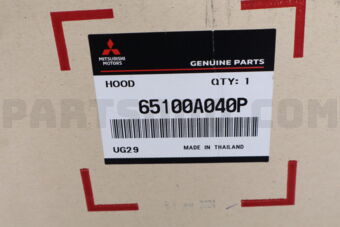 MITSUBISHI
MOTORS
GENUINE PARTS
HOOD QTY: 1
65100A040P
UG29 MADE IN THAILAND